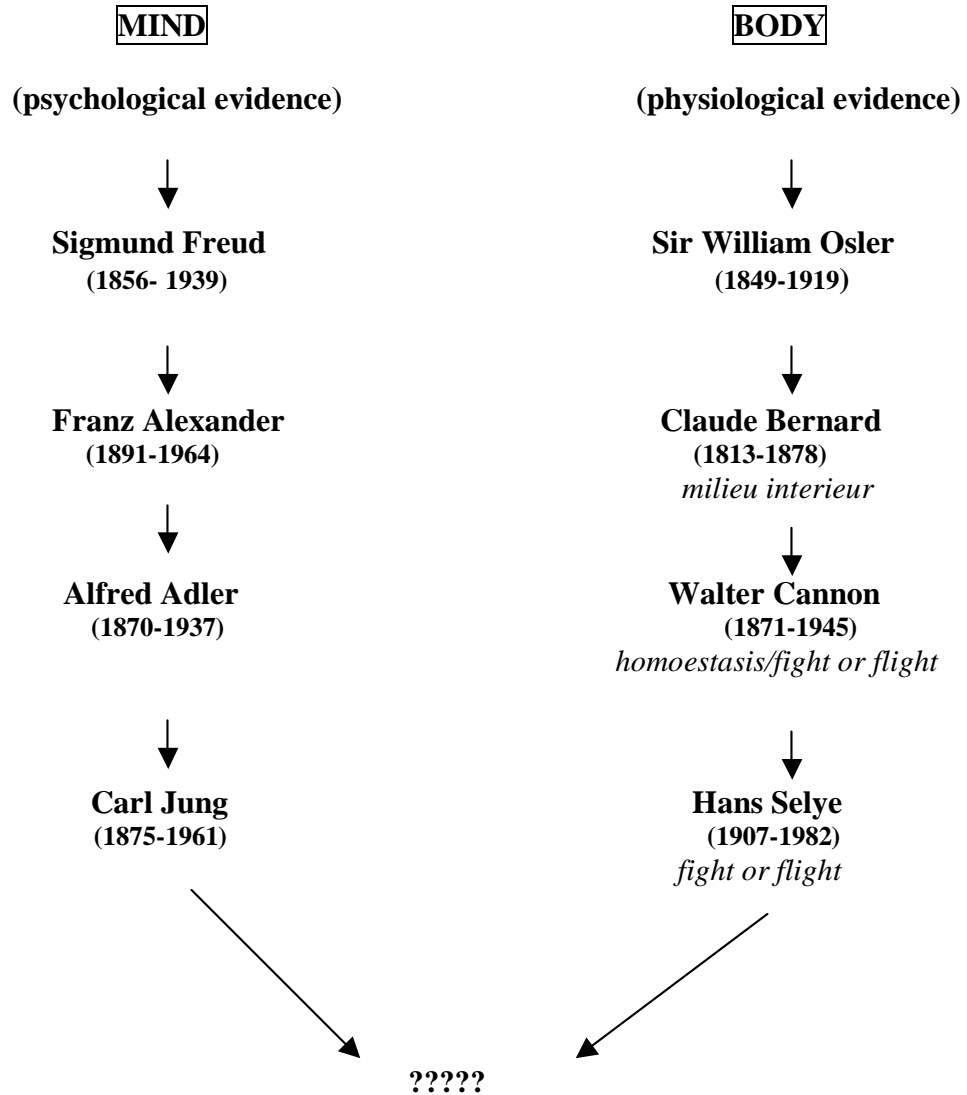 MIND
(psychological evidence)
Sigmund Freud
(1856- 1939)
Franz Alexander
(1891-1964)
Alfred Adler
(1870-1937)
Carl Jung
(1875-1961)
BODY
(physiological evidence)
Sir William Osler
(1849-1919)
Claude Bernard
(1813-1878)
milieu interieur
Walter Cannon
(1871-1945)
homoestasis/fight or flight
Hans Selye
(1907-1982)
fight or flight
?????